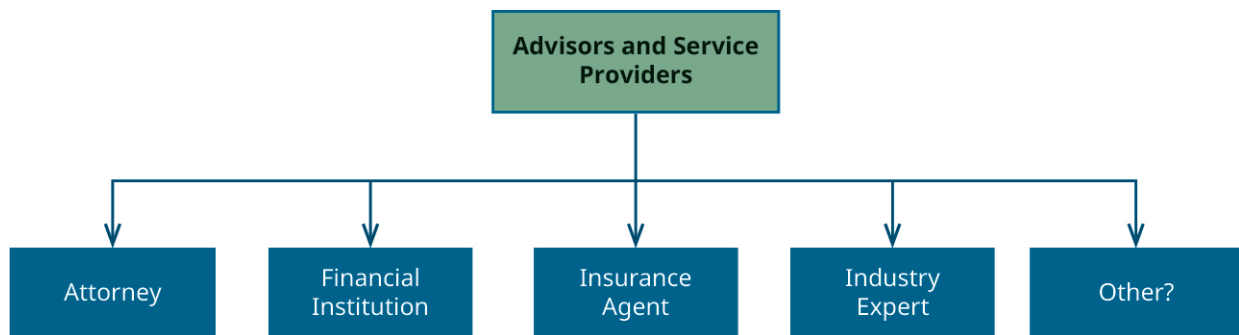 Advisors and Service
Providers
Attorney
Financial
Institution
Insurance
Agent
Industry
Expert
Other?